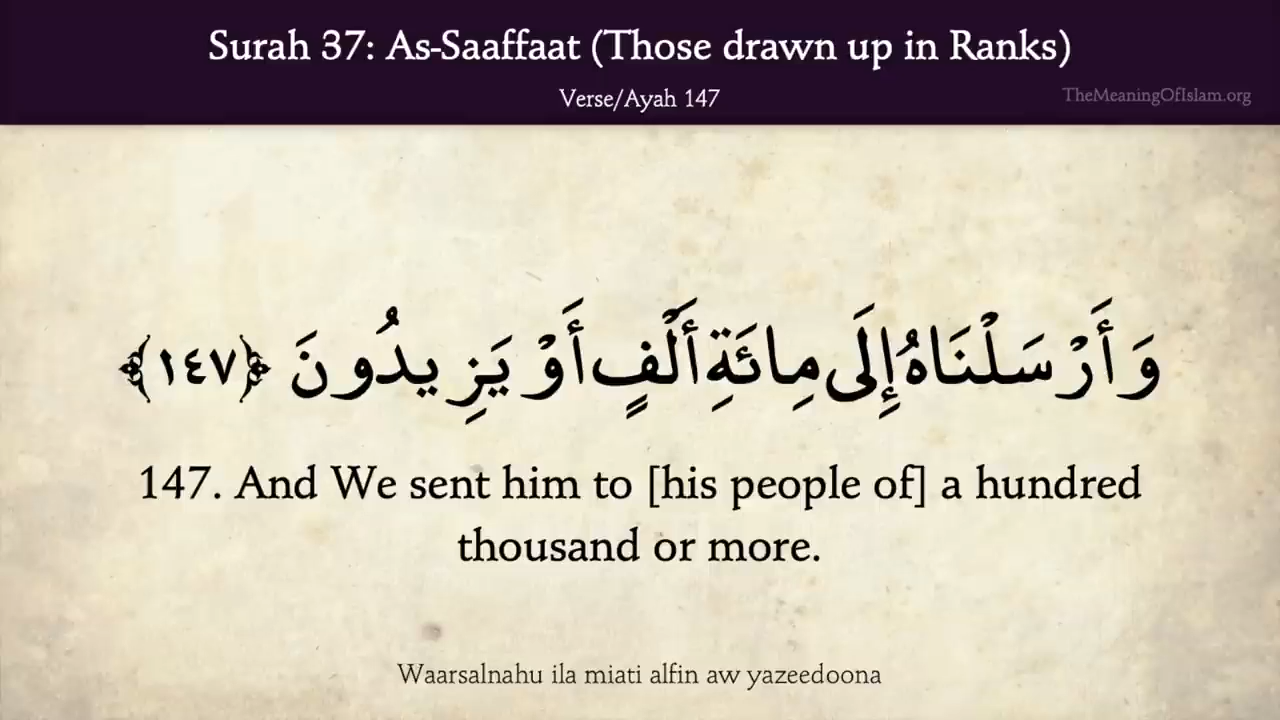 Surah 37: As-Saaffaat (Those drawn up in Ranks)
Verse/Ayah 147
TheMeaningOfIslam.org
وَأَرْسَلْنَاهُ إِلَى مِائَةِ أَلْفٍ أَوْ يَزِيدُونَ ﴿١٤٧﴾
147. And We sent him to [his people of] a hundred
thousand or more.
Waarsalnahu ila miati alfin aw yazeedoona